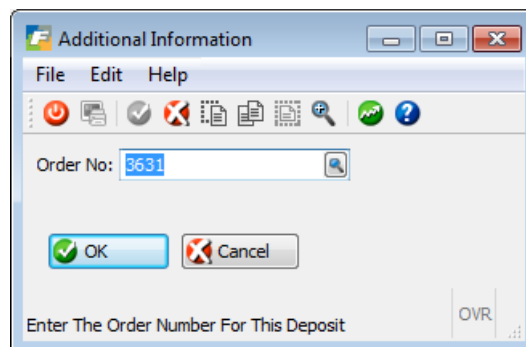 Additional Information
File Edit Help
Order No: 3631
OK Cancel
Enter The Order Number For This Deposit OVR